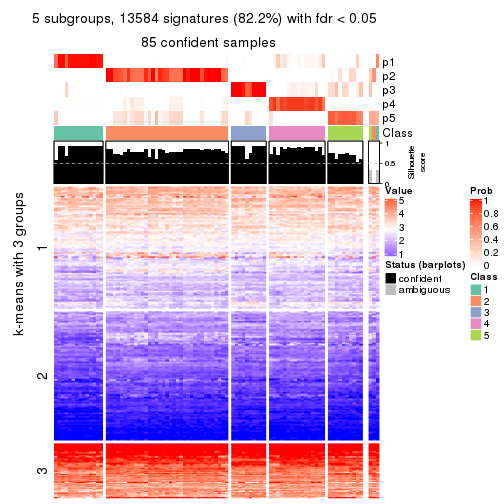 5 subgroups, 13584 signatures (82.2%) with fdr < 0.05
85 confident samples
p1
p2
p3
p4
p5
Class
1
0.5
0
Silhouette
score
k-means with 3 groups
1
2
3
Value
5
4
3
2
1
Status (barplots)
confident
ambiguous
Prob
1
0.8
0.6
0.4
0.2
0
Class
1
2
3
4
5